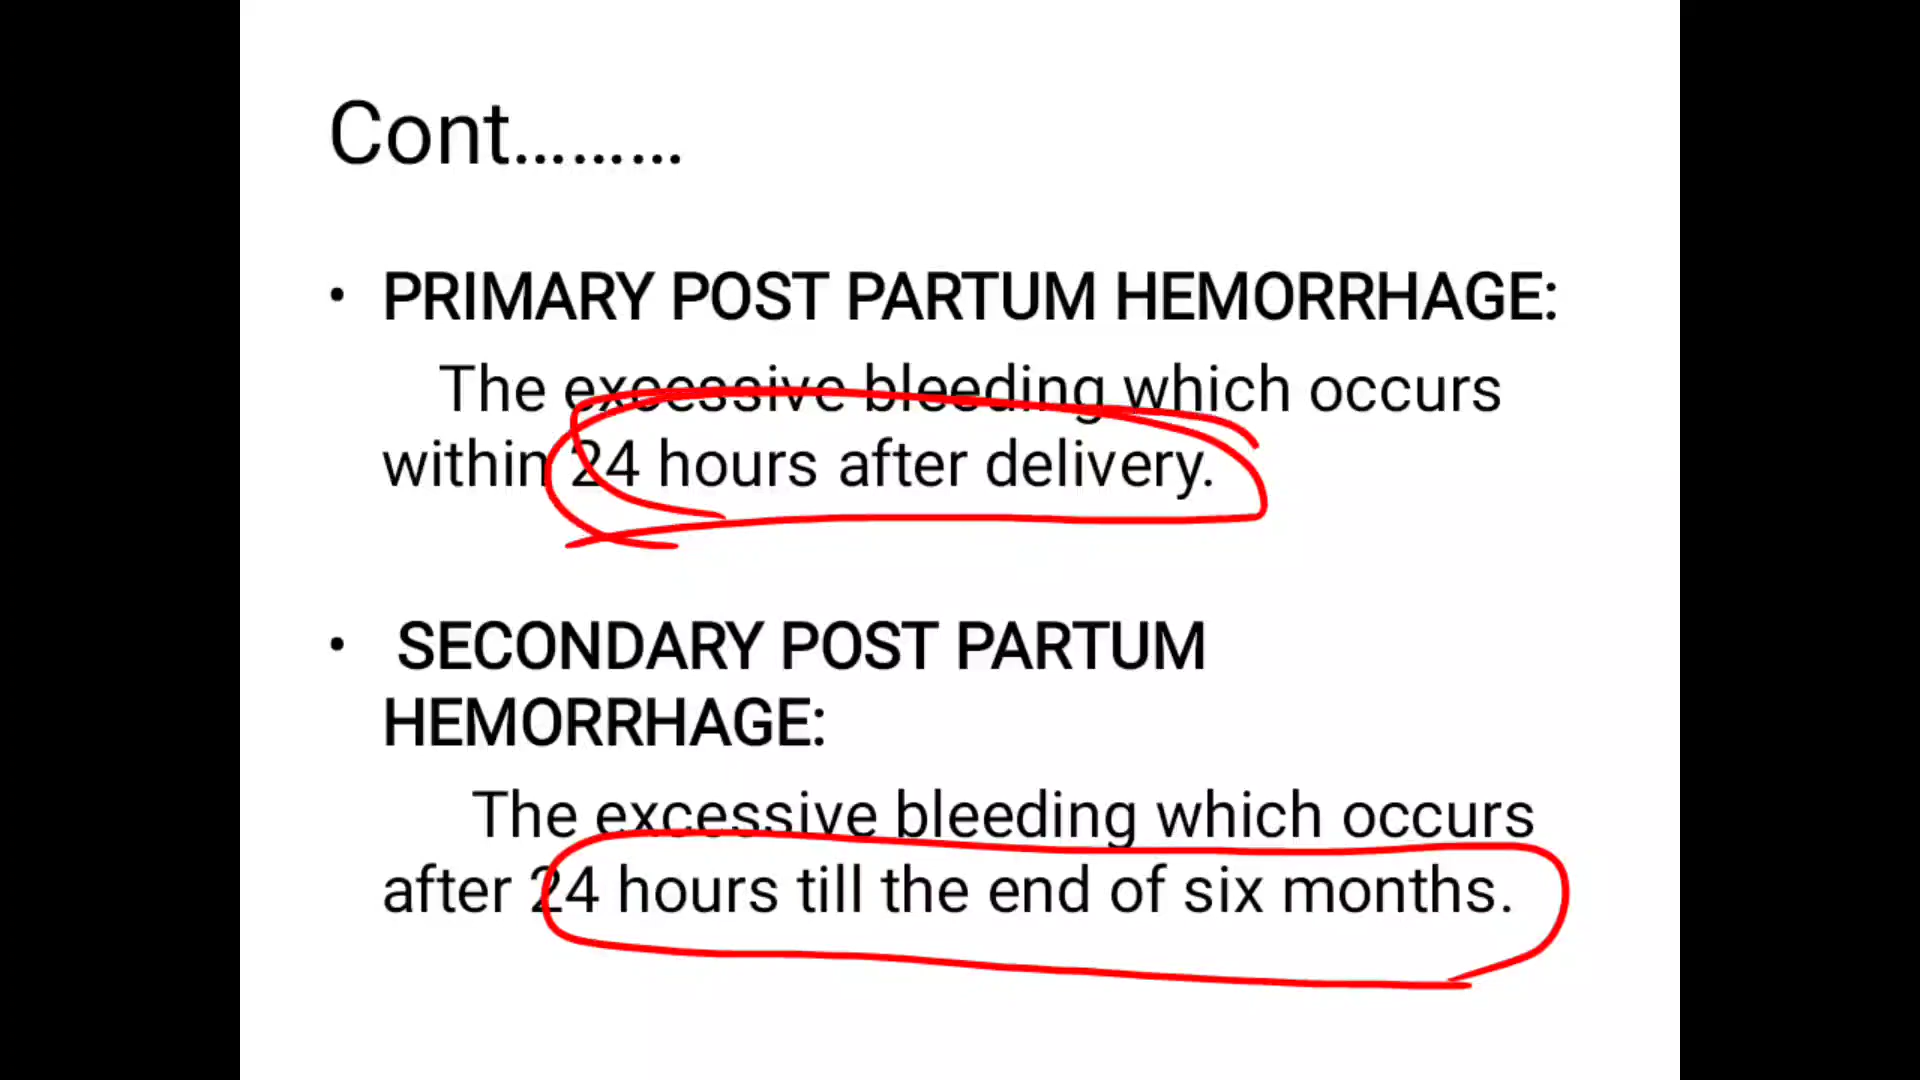 Cont.........
• PRIMARY POST PARTUM HEMORRHAGE:
The excessive bleeding which occurs
within 24 hours after delivery.
• SECONDARY POST PARTUM
HEMORRHAGE:
The excessive bleeding which occurs
after 24 hours till the end of six months.